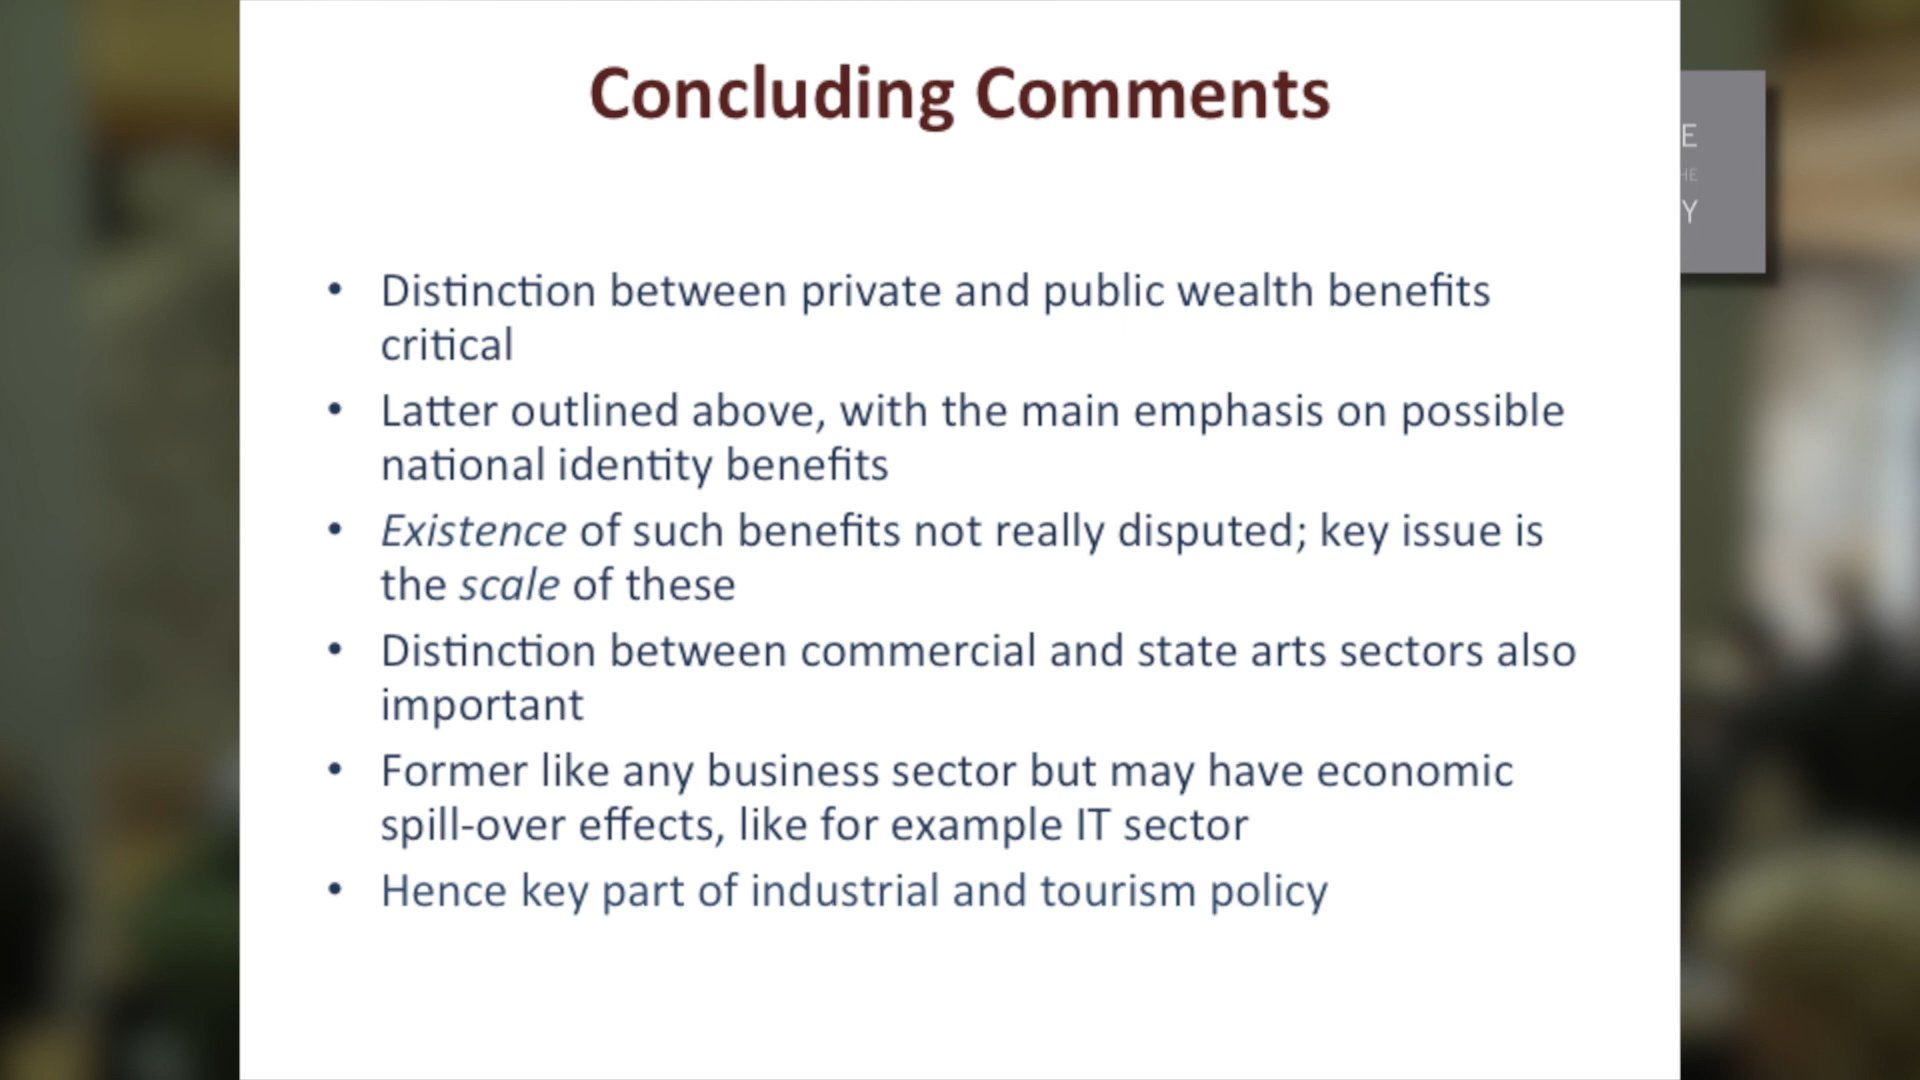 Concluding Comments
• Distinction between private and public wealth benefits
critical
• Latter outlined above, with the main emphasis on possible
national identity benefits
• Existence of such benefits not really disputed; key issue is
the scale of these
• Distinction between commercial and state arts sectors also
important
• Former like any business sector but may have economic
spill-over effects, like for example IT sector
• Hence key part of industrial and tourism policy
E
HE
Y